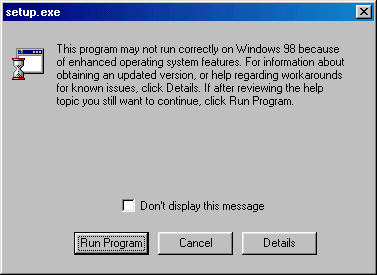 setup.exe
This program may not run correctly on Windows 98 because
of enhanced operating system features. For information about
obtaining an updated version, or help regarding workarounds
for known issues, click Details. If after reviewing the help
topic you still want to continue, click Run Program.
Don't display this message
Run Program Cancel Details